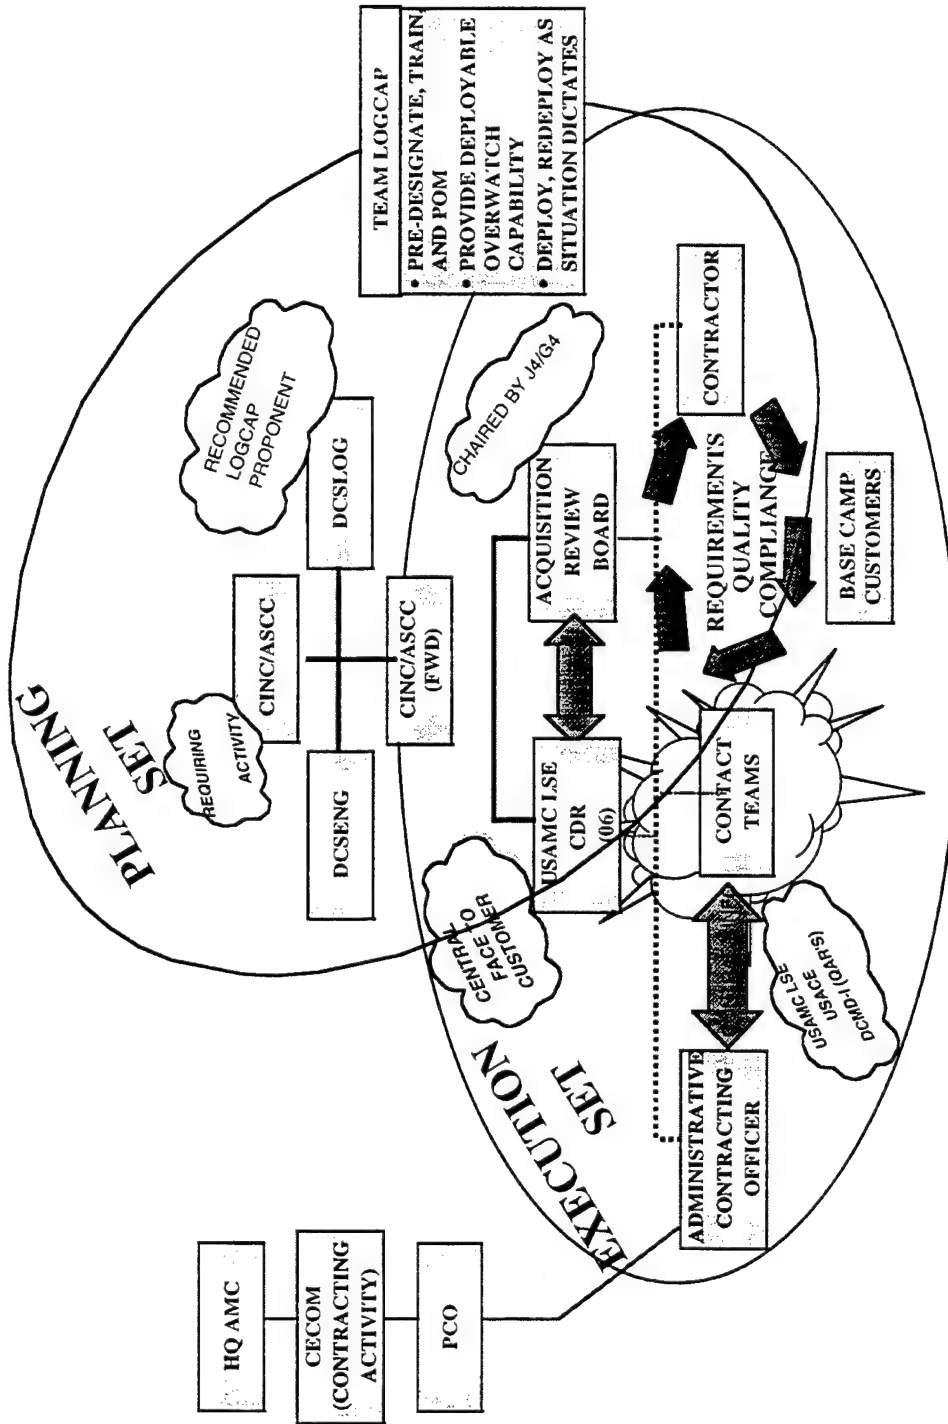 PLANNING
SET
HQ AMC
CECOM
(CONTRACTING
ACTIVITY)
PCO
REQUIRING
ACTIVITY
CINC/ASCC
RECOMMENDED
LOGCAP
PROPONENT
DCSENG
DCSLOG
CINC/ASCC
(FWD)
TEAM LOGCAP
• PRE-DESIGNATE, TRAIN,
AND POM
• PROVIDE DEPLOYABLE
OVERWATCH
CAPABILITY
• DEPLOY, REDEPLOY AS
SITUATION DICTATES
EXECUTION
SET
CENTRAL
FACE TO
CUSTOMER
CHAIRED BY J4/G4
USAMC LSE
CDR
(06)
ACQUISITION
REVIEW
BOARD
ADMINISTRATIVE
CONTRACTING
OFFICER
CONTACT
TEAMS
REQUIREMENTS
QUALITY
COMPLIANCE
CONTRACTOR
USAMC LSE
USACE
DCMD-I (QAR'S)
BASE CAMP
CUSTOMERS